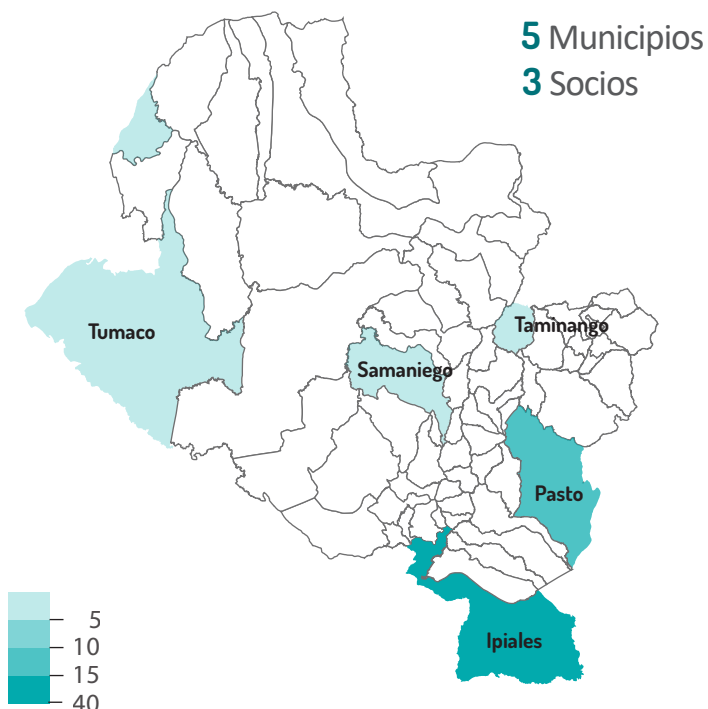 5 Municipios
3 Socios
Taminango
Tumaco
Samaniego
Pasto
Ipiales
5
10
15
40